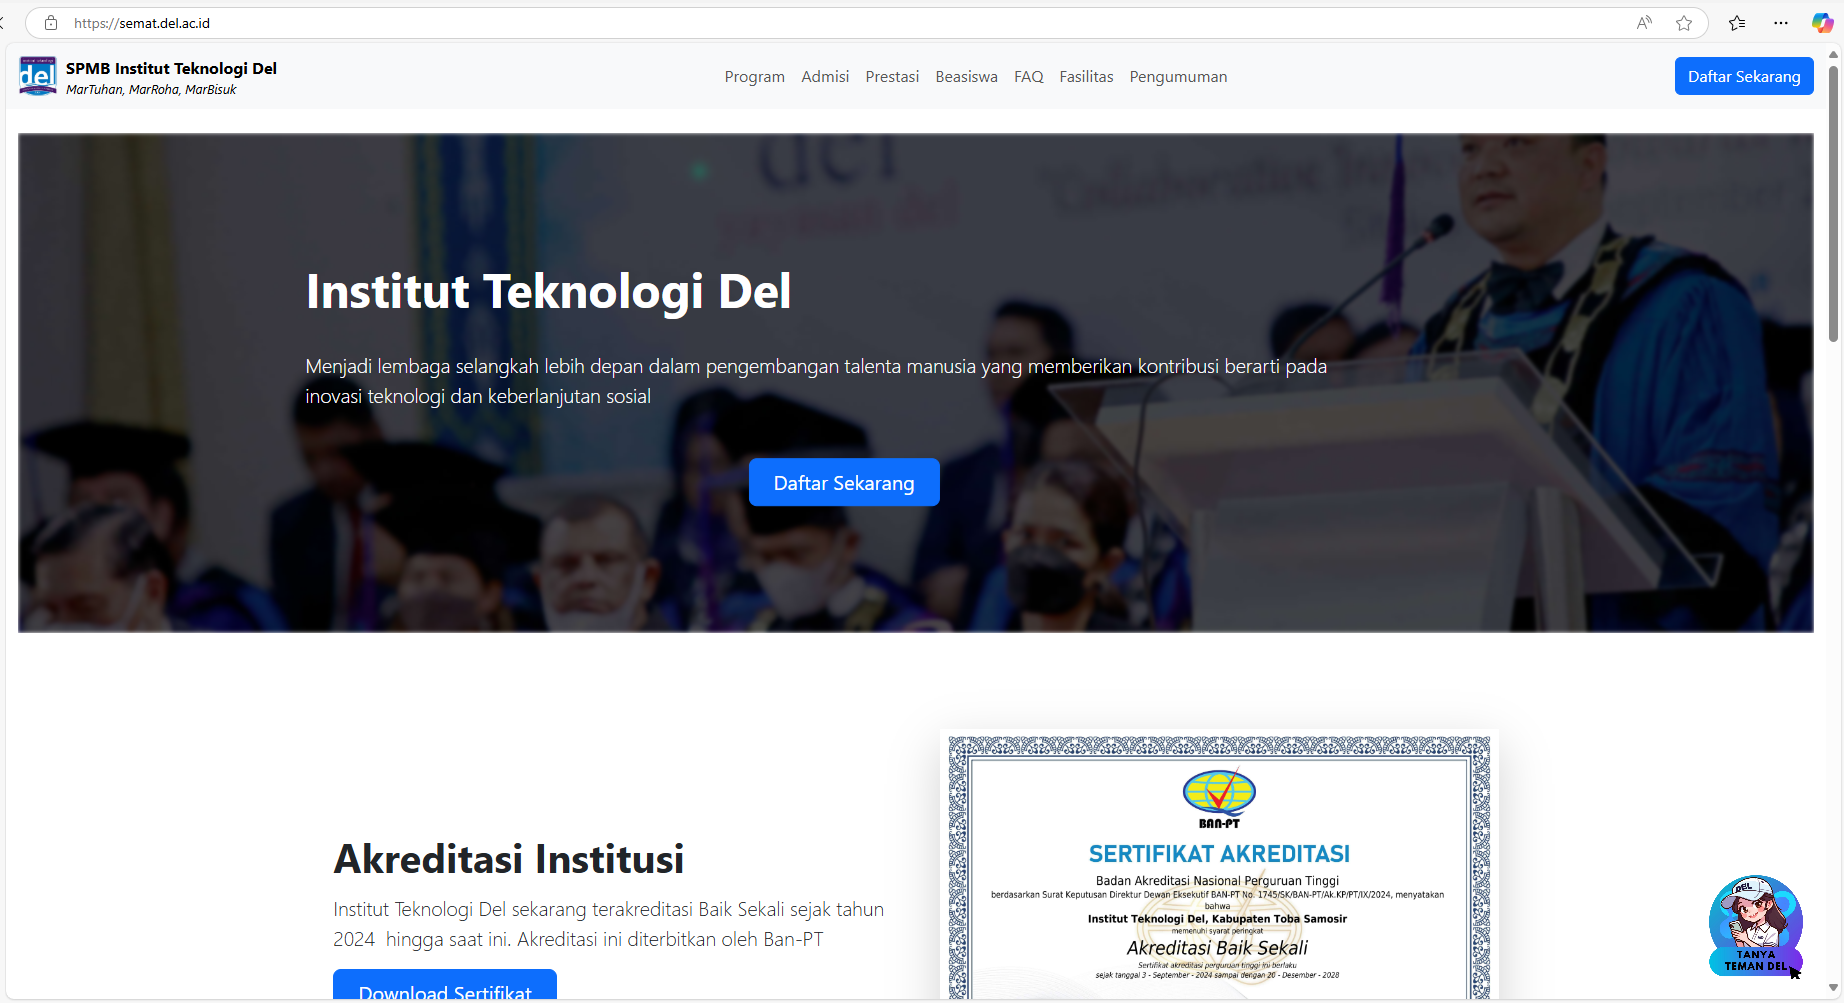 https://semat.del.ac.id
del
SPMB Institut Teknologi Del
MarTuhan, MarRoha, MarBisuk
Program Admisi Prestasi Beasiswa FAQ Fasilitas Pengumuman
Daftar Sekarang
del
Collaborative
del
Institut Teknologi Del
Menjadi lembaga selangkah lebih depan dalam pengembangan talenta manusia yang memberikan kontribusi berarti pada
inovasi teknologi dan keberlanjutan sosial
Daftar Sekarang
Akreditasi Institusi
Institut Teknologi Del sekarang terakreditasi Baik Sekali sejak tahun
2024 hingga saat ini. Akreditasi ini diterbitkan oleh Ban-PT
Download Sertifikat
BAN-PT
SERTIFIKAT AKREDITASI
Badan Akreditasi Nasional Perguruan Tinggi
berdasarkan Surat Keputusan Direktur Dewan Eksekutif BAN-PT No. 1745/SK/BAN-PT/Ak.KP/PT/IX/2024, menyatakan
bahwa
Institut Teknologi Del, Kabupaten Toba Samosir
memenuhi syarat peringkat
Akreditasi Baik Sekali
Sertifikat akreditasi perguruan tinggi ini berlaku
sejak tanggal 3 - September - 2024 sampai dengan 20 - Desember - 2028
DEL
TANYA
TEMAN DEL